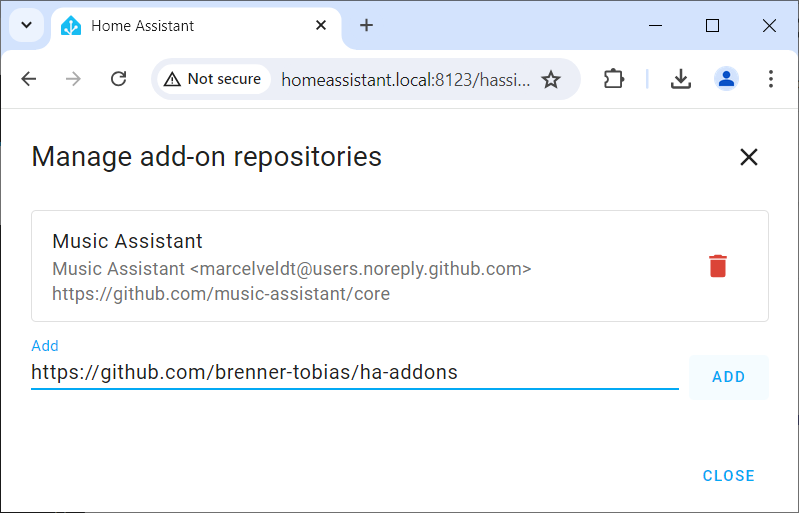 Home Assistant
Not secure homeassistant.local:8123/hassi...
Manage add-on repositories
Music Assistant
Music Assistant <marcelveldt@users.noreply.github.com>
https://github.com/music-assistant/core
Add
https://github.com/brenner-tobias/ha-addons
ADD
CLOSE